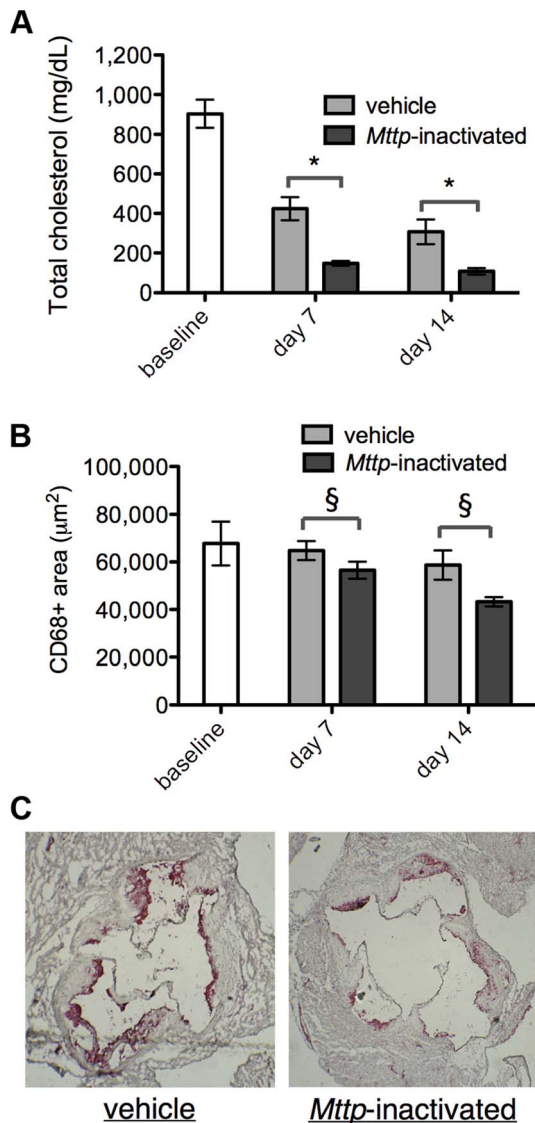 A
Total cholesterol (mg/dL)
1,200
1,000
800
600
400
200
0
vehicle
Mttp-inactivated
*
*
baseline
day 7
day 14
B
CD68+ area (μm²)
100,000
80,000
60,000
40,000
20,000
0
vehicle
Mttp-inactivated
§
§
baseline
day 7
day 14
C
vehicle
Mttp-inactivated